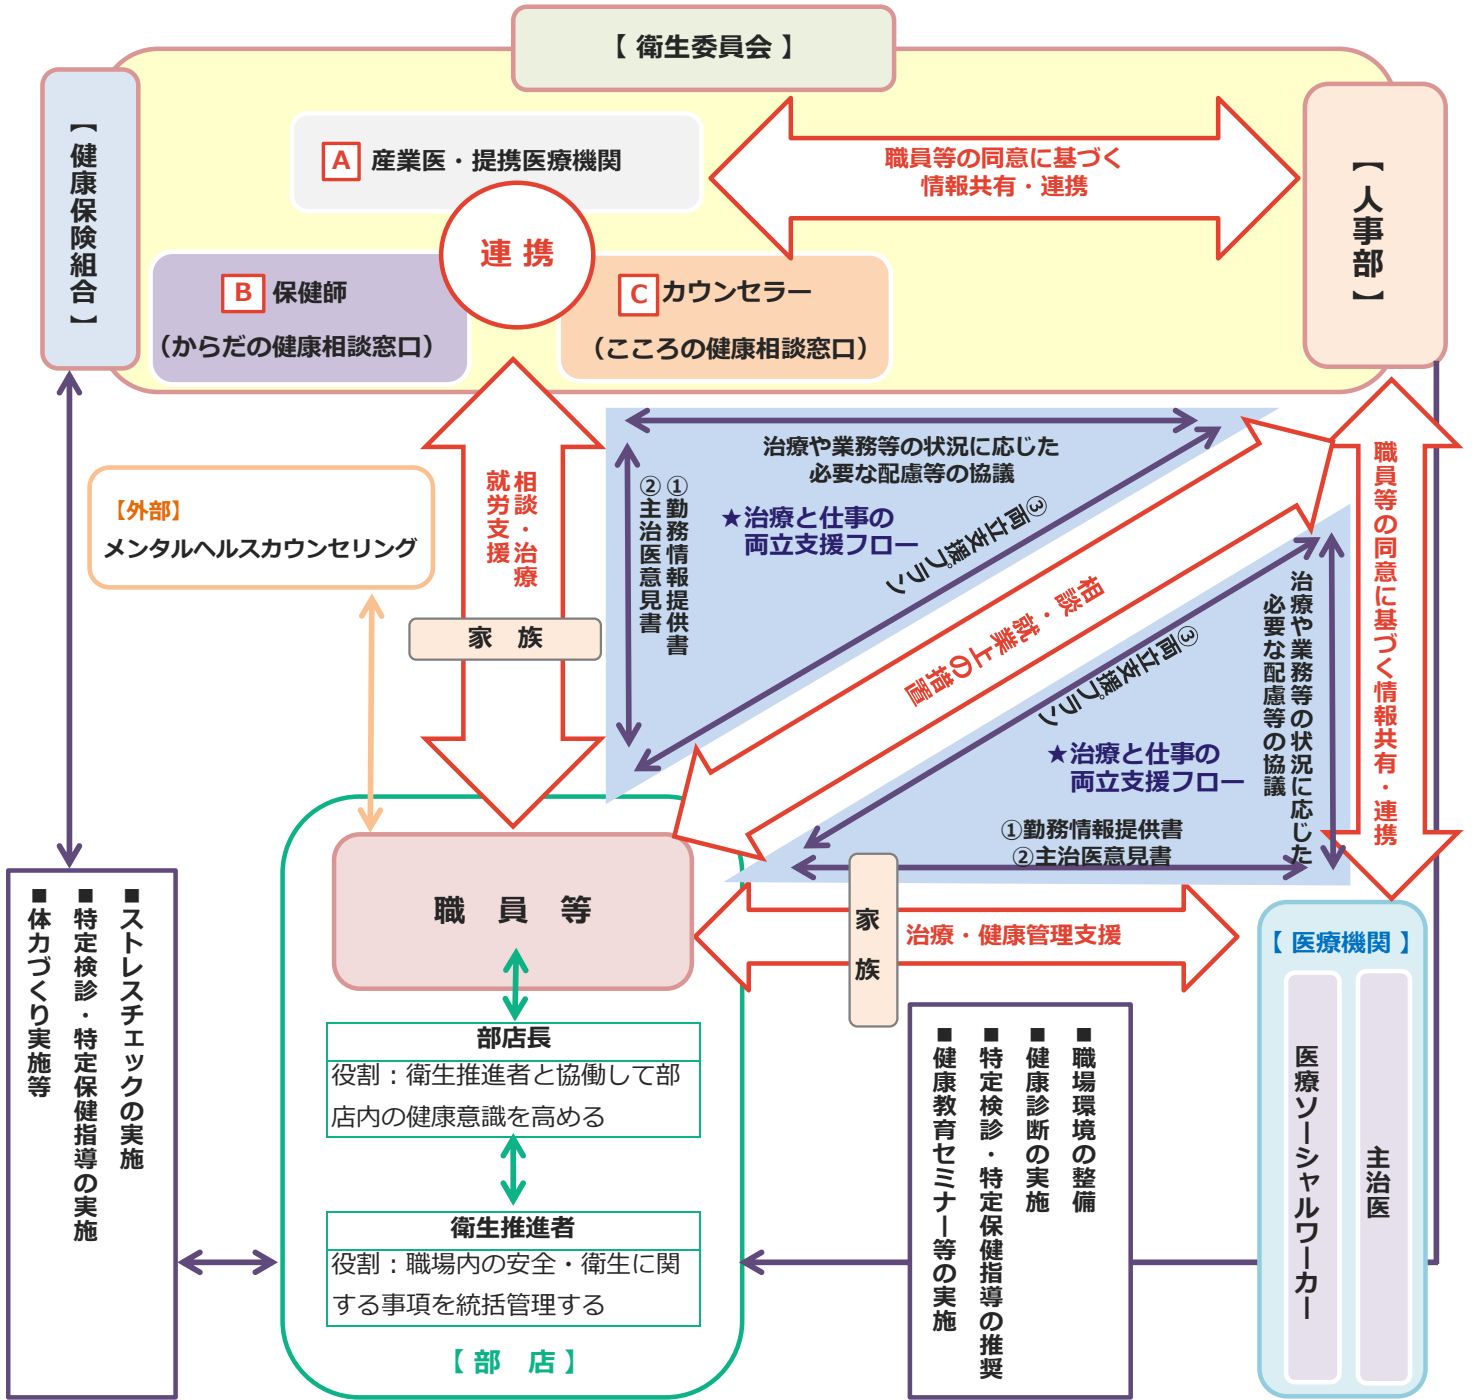 【 衛生委員会 】
【 健康保険組合 】
A 産業医・提携医療機関
連 携
B 保健師
（からだの健康相談窓口）
C カウンセラー
（こころの健康相談窓口）
職員等の同意に基づく
情報共有・連携
【 人事部 】
【外部】
メンタルヘルスカウンセリング
相談・治療
就労支援
家 族
治療や業務等の状況に応じた
必要な配慮等の協議
①勤務情報提供書
②主治医意見書
★治療と仕事の
両立支援フロー
③両立支援プラン
相談・就業上の措置
③両立支援プラン
★治療と仕事の
両立支援フロー
治療や業務等の状況に応じた
必要な配慮等の協議
①勤務情報提供書
②主治医意見書
職員等の同意に基づく情報共有・連携
職 員 等
家 族
治療・健康管理支援
【 医療機関 】
医療ソーシャルワーカー
主治医
■ストレスチェックの実施
■特定検診・特定保健指導の実施
■体力づくり実施等
部店長
役割：衛生推進者と協働して部
店内の健康意識を高める
衛生推進者
役割：職場内の安全・衛生に関
する事項を統括管理する
【 部 店 】
■職場環境の整備
■健康診断の実施
■特定検診・特定保健指導の推奨
■健康教育セミナー等の実施